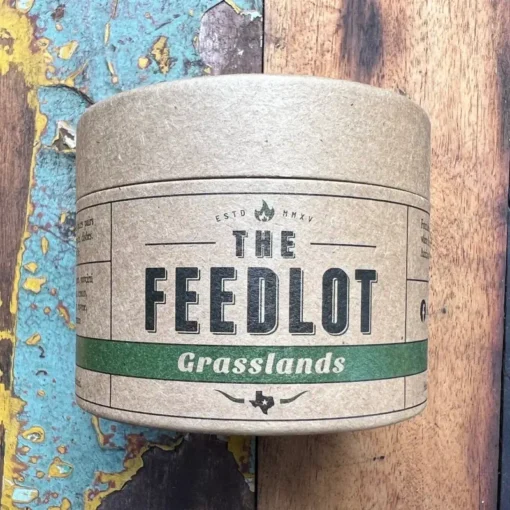 ESTD MMXV
THE
FEEDLOT
Grasslands